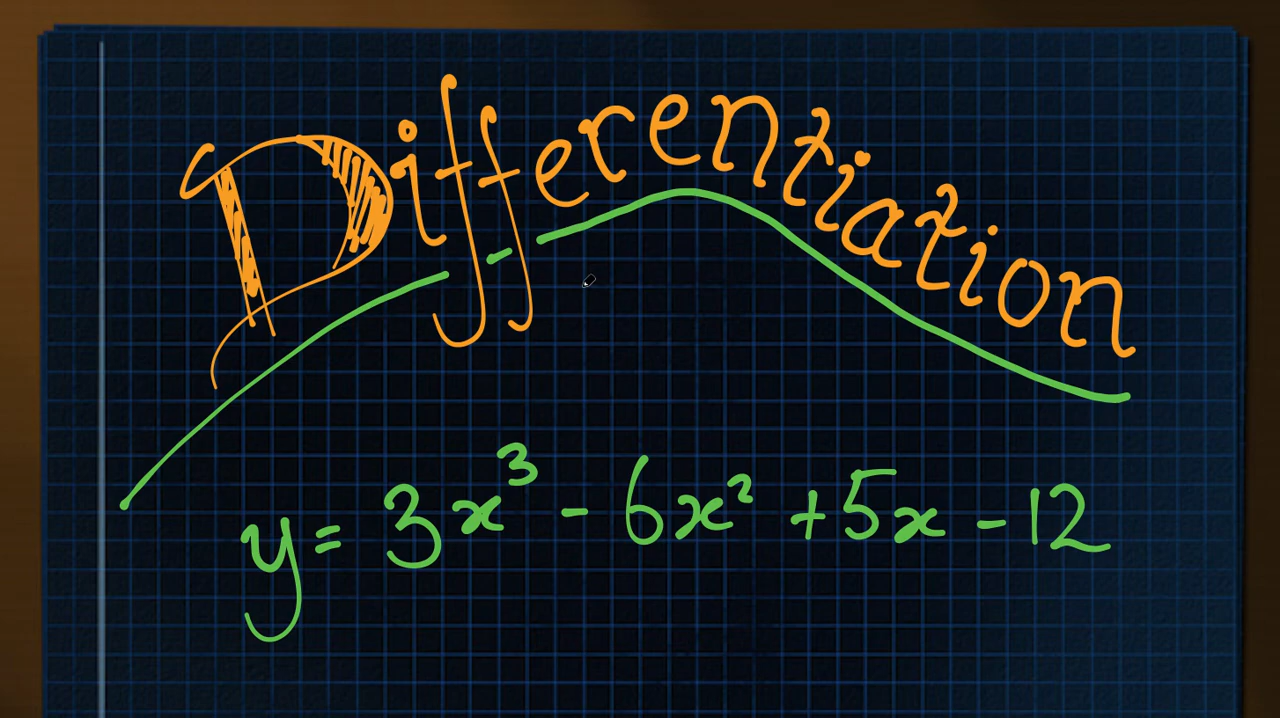 Differentiation
y = 3x³ - 6x² + 5x - 12